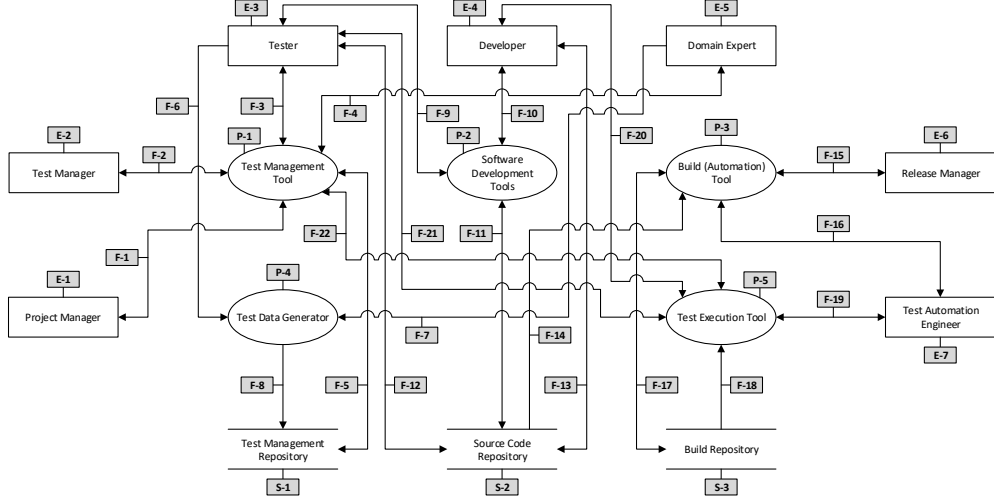 E-3
E-4
E-5
Tester
Developer
Domain Expert
F-6
F-3
F-4
F-9
F-10
F-20
E-2
P-1
P-2
P-3
E-6
Test Manager
F-2
Test Management
Tool
Software
Development
Tools
Build (Automation)
Tool
F-15
Release Manager
F-1
F-22
F-21
F-11
F-16
E-1
P-4
P-5
Project Manager
Test Data Generator
F-7
F-14
Test Execution Tool
F-19
Test Automation
Engineer
E-7
F-8
F-5
F-12
F-13
F-17
F-18
Test Management
Repository
Source Code
Repository
Build Repository
S-1
S-2
S-3